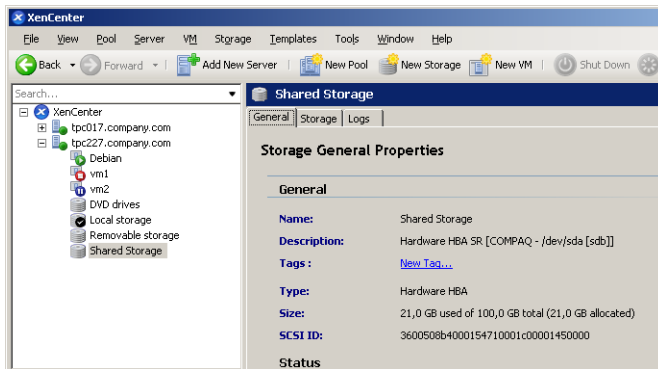 XenCenter
File View Pool Server VM Storage Templates Tools Window Help
Back Forward Add New Server New Pool New Storage New VM Shut Down
Search...
Shared Storage
XenCenter
General Storage Logs
tpc017.company.com
tpc227.company.com
Debian
vm1
vm2
DVD drives
Local storage
Removable storage
Shared Storage
Storage General Properties
General
Name: Shared Storage
Description: Hardware HBA SR [COMPAQ - /dev/sda [sdb]]
Tags : New Tag...
Type: Hardware HBA
Size: 21,0 GB used of 100,0 GB total (21,0 GB allocated)
SCSI ID: 3600508b4000154710001c00001450000
Status